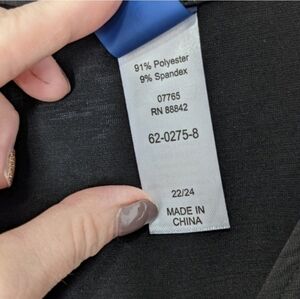 91% Polyester
9% Spandex
07765
RN 88842
62-0275-8
22/24
MADE IN
CHINA